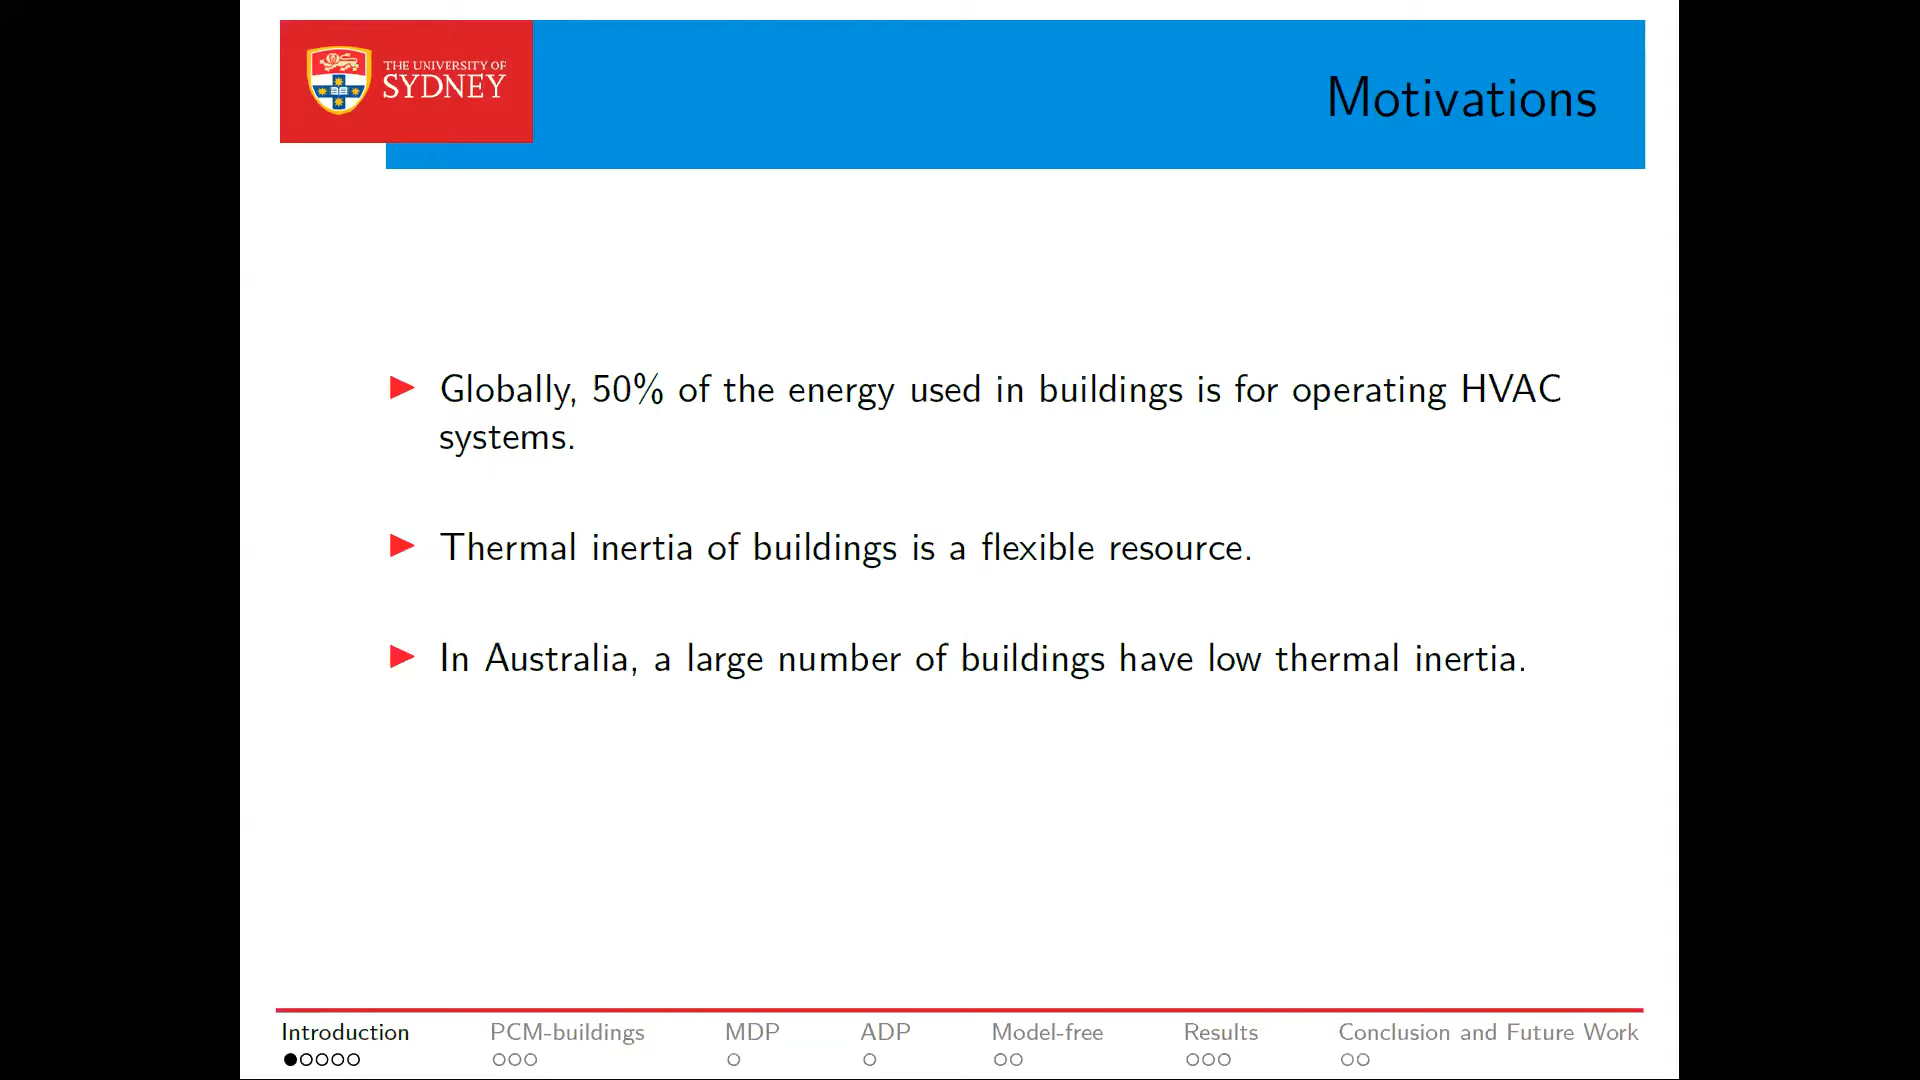 THE UNIVERSITY OF
SYDNEY
Motivations
Globally, 50% of the energy used in buildings is for operating HVAC
systems.
Thermal inertia of buildings is a flexible resource.
In Australia, a large number of buildings have low thermal inertia.
Introduction PCM-buildings MDP ADP Model-free Results Conclusion and Future Work